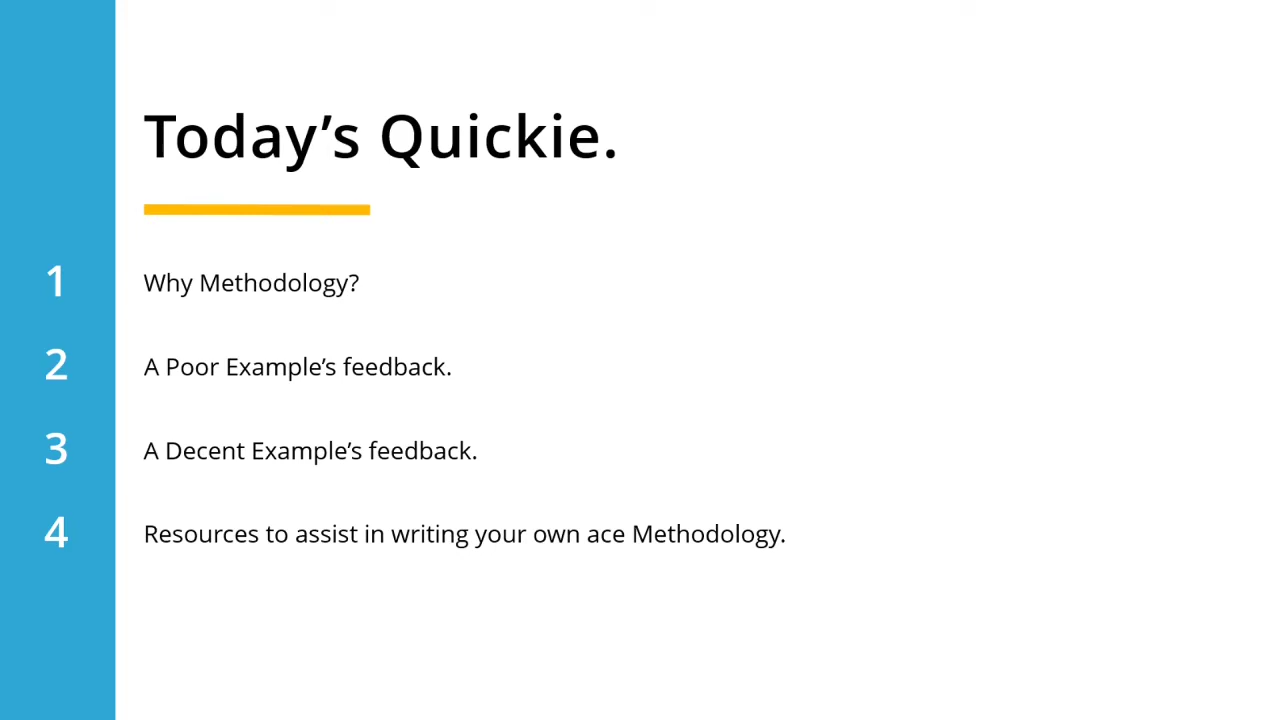 Today’s Quickie.
1 Why Methodology?
2 A Poor Example’s feedback.
3 A Decent Example’s feedback.
4 Resources to assist in writing your own ace Methodology.